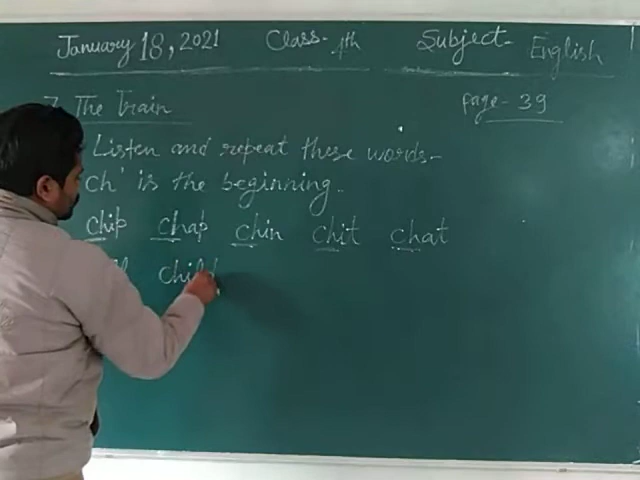 January 18, 2021 Class- 4th Subject- English
7. The Train page- 39
Listen and repeat these words-
ch' is the beginning..
chip chap chin chit chat
child